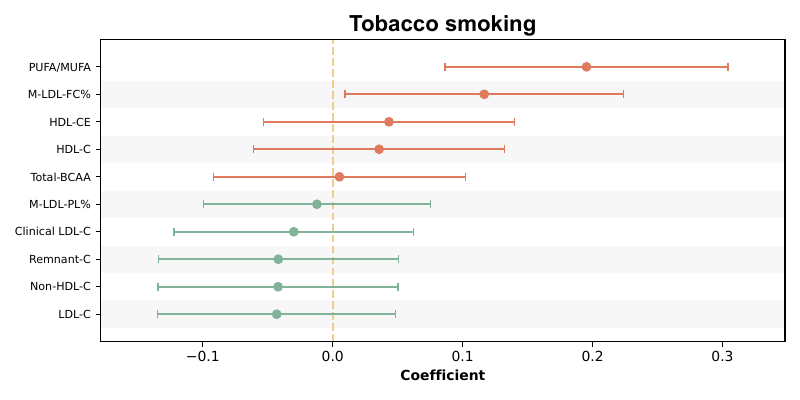 Tobacco smoking
PUFA/MUFA
M-LDL-FC%
HDL-CE
HDL-C
Total-BCAA
M-LDL-PL%
Clinical LDL-C
Remnant-C
Non-HDL-C
LDL-C
−0.1 0.0 0.1 0.2 0.3
Coefficient